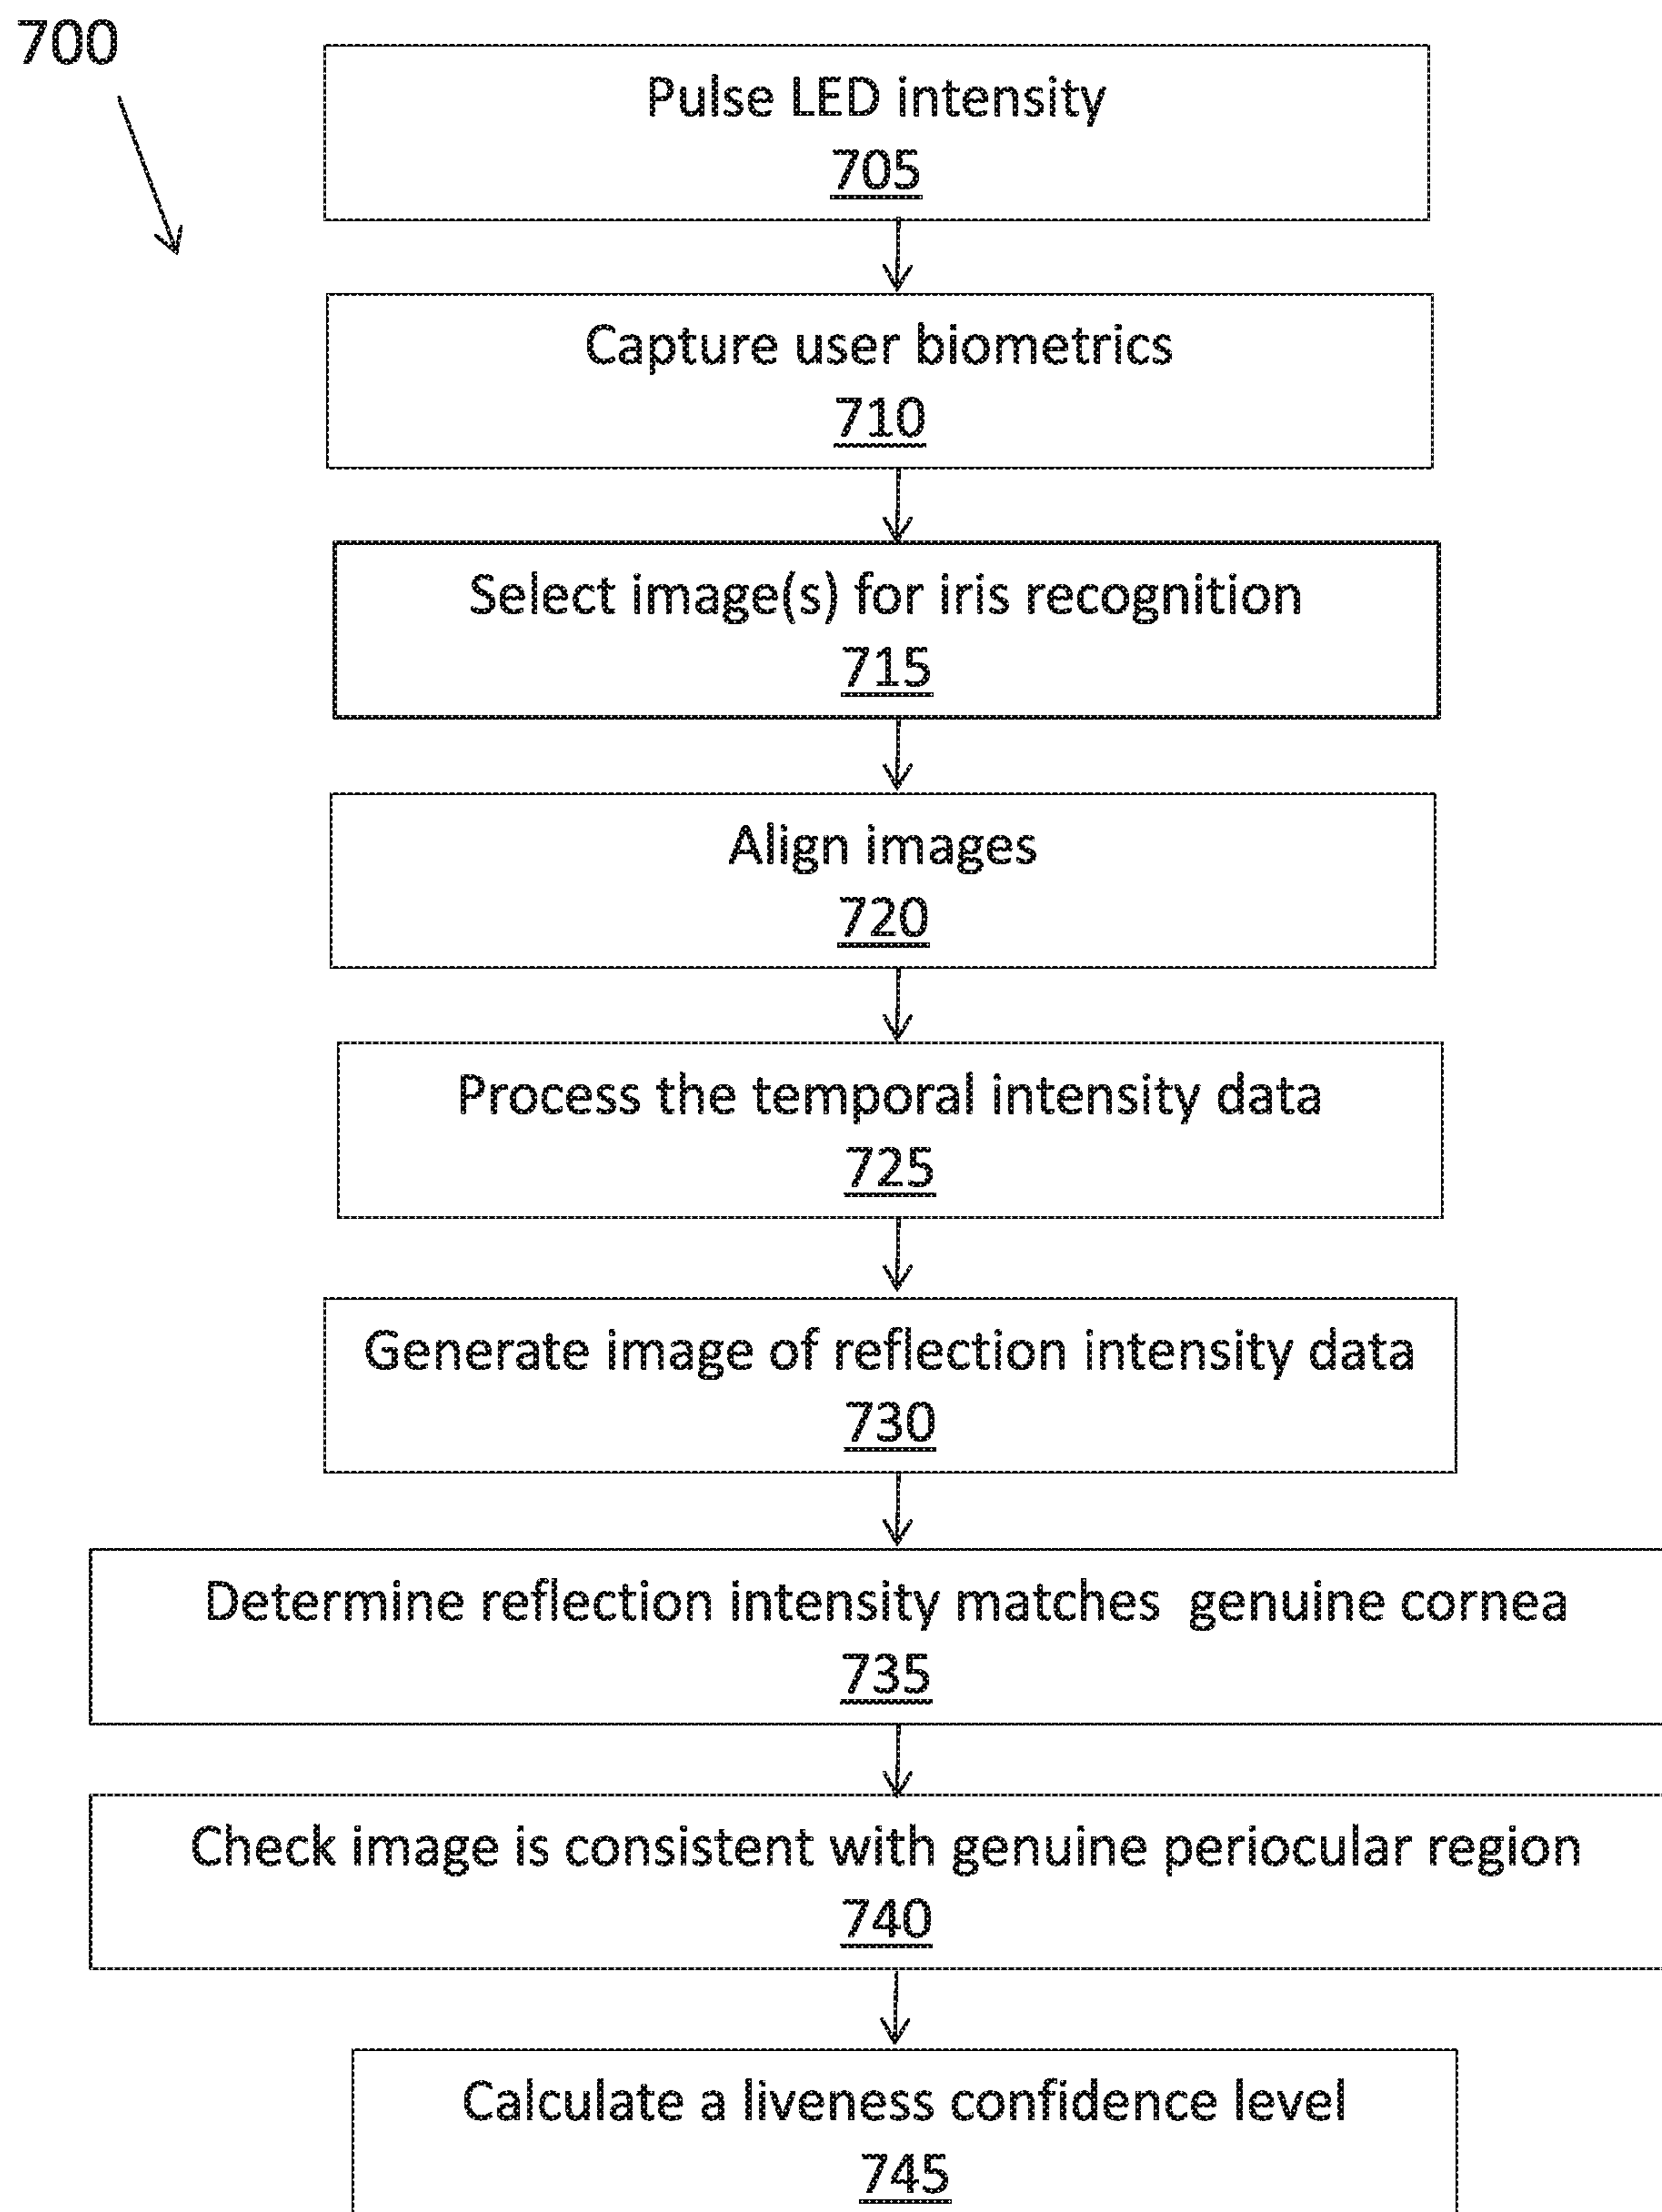 700
Pulse LED intensity
705
Capture user biometrics
710
Select image(s) for iris recognition
715
Align images
720
Process the temporal intensity data
725
Generate image of reflection intensity data
730
Determine reflection intensity matches  genuine cornea
735
Check image is consistent with genuine periocular region
740
Calculate a liveness confidence level
745